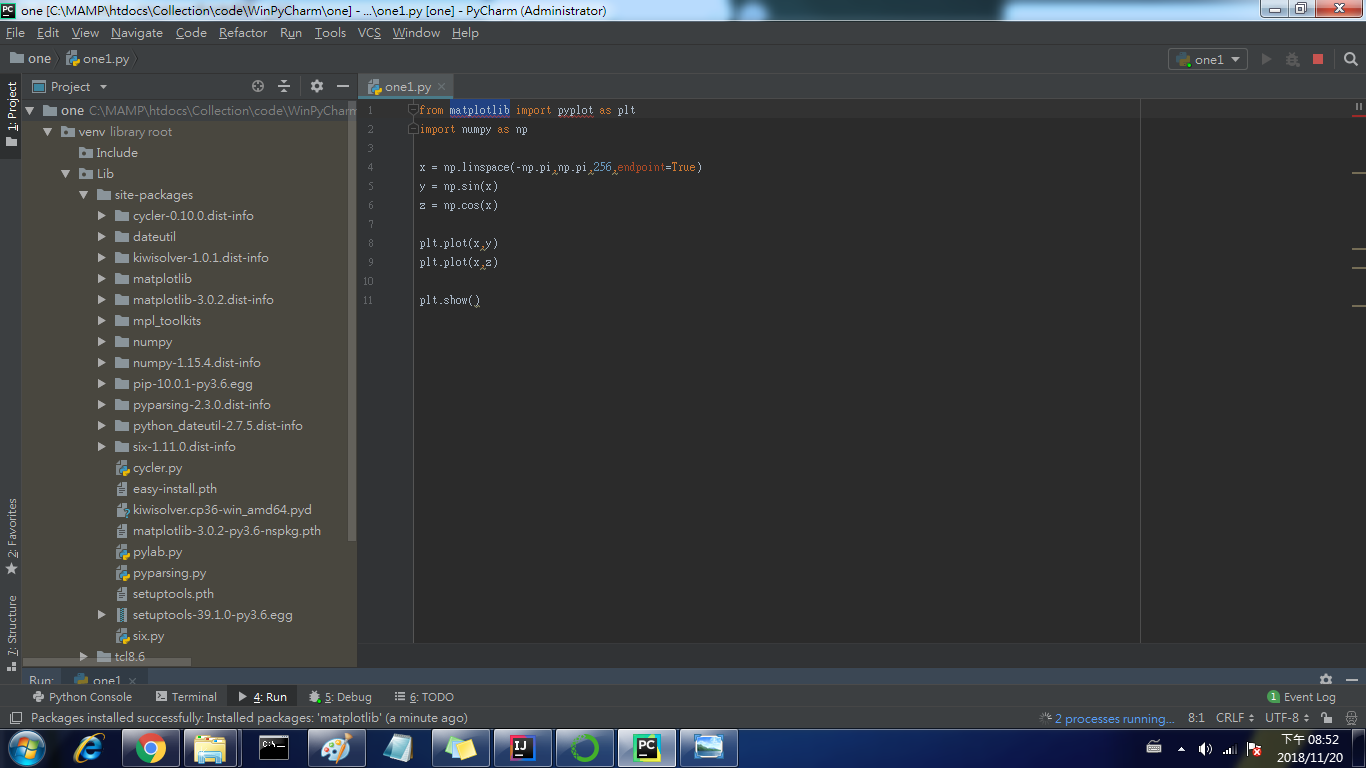 one [C:\MAMP\htdocs\Collection\code\WinPyCharm\one] - ...\one1.py [one] - PyCharm (Administrator)
File Edit View Navigate Code Refactor Run Tools VCS Window Help
one one1.py one1
1: Project
Project
one1.py
one C:\MAMP\htdocs\Collection\code\WinPyCharm
venv library root
Include
Lib
site-packages
cycler-0.10.0.dist-info
dateutil
kiwisolver-1.0.1.dist-info
matplotlib
matplotlib-3.0.2.dist-info
mpl_toolkits
numpy
numpy-1.15.4.dist-info
pip-10.0.1-py3.6.egg
pyparsing-2.3.0.dist-info
python_dateutil-2.7.5.dist-info
six-1.11.0.dist-info
cycler.py
easy-install.pth
kiwisolver.cp36-win_amd64.pyd
matplotlib-3.0.2-py3.6-nspkg.pth
pylab.py
pyparsing.py
setuptools.pth
setuptools-39.1.0-py3.6.egg
six.py
tcl8.6
1 from matplotlib import pyplot as plt
2 import numpy as np
3
4 x = np.linspace(-np.pi,np.pi,256,endpoint=True)
5 y = np.sin(x)
6 z = np.cos(x)
7
8 plt.plot(x,y)
9 plt.plot(x,z)
10
11 plt.show()
2: Favorites
7: Structure
Run: one1
Python Console Terminal 4: Run 5: Debug 6: TODO 1 Event Log
Packages installed successfully: Installed packages: 'matplotlib' (a minute ago) 2 processes running... 8:1 CRLF UTF-8
下午 08:52
2018/11/20